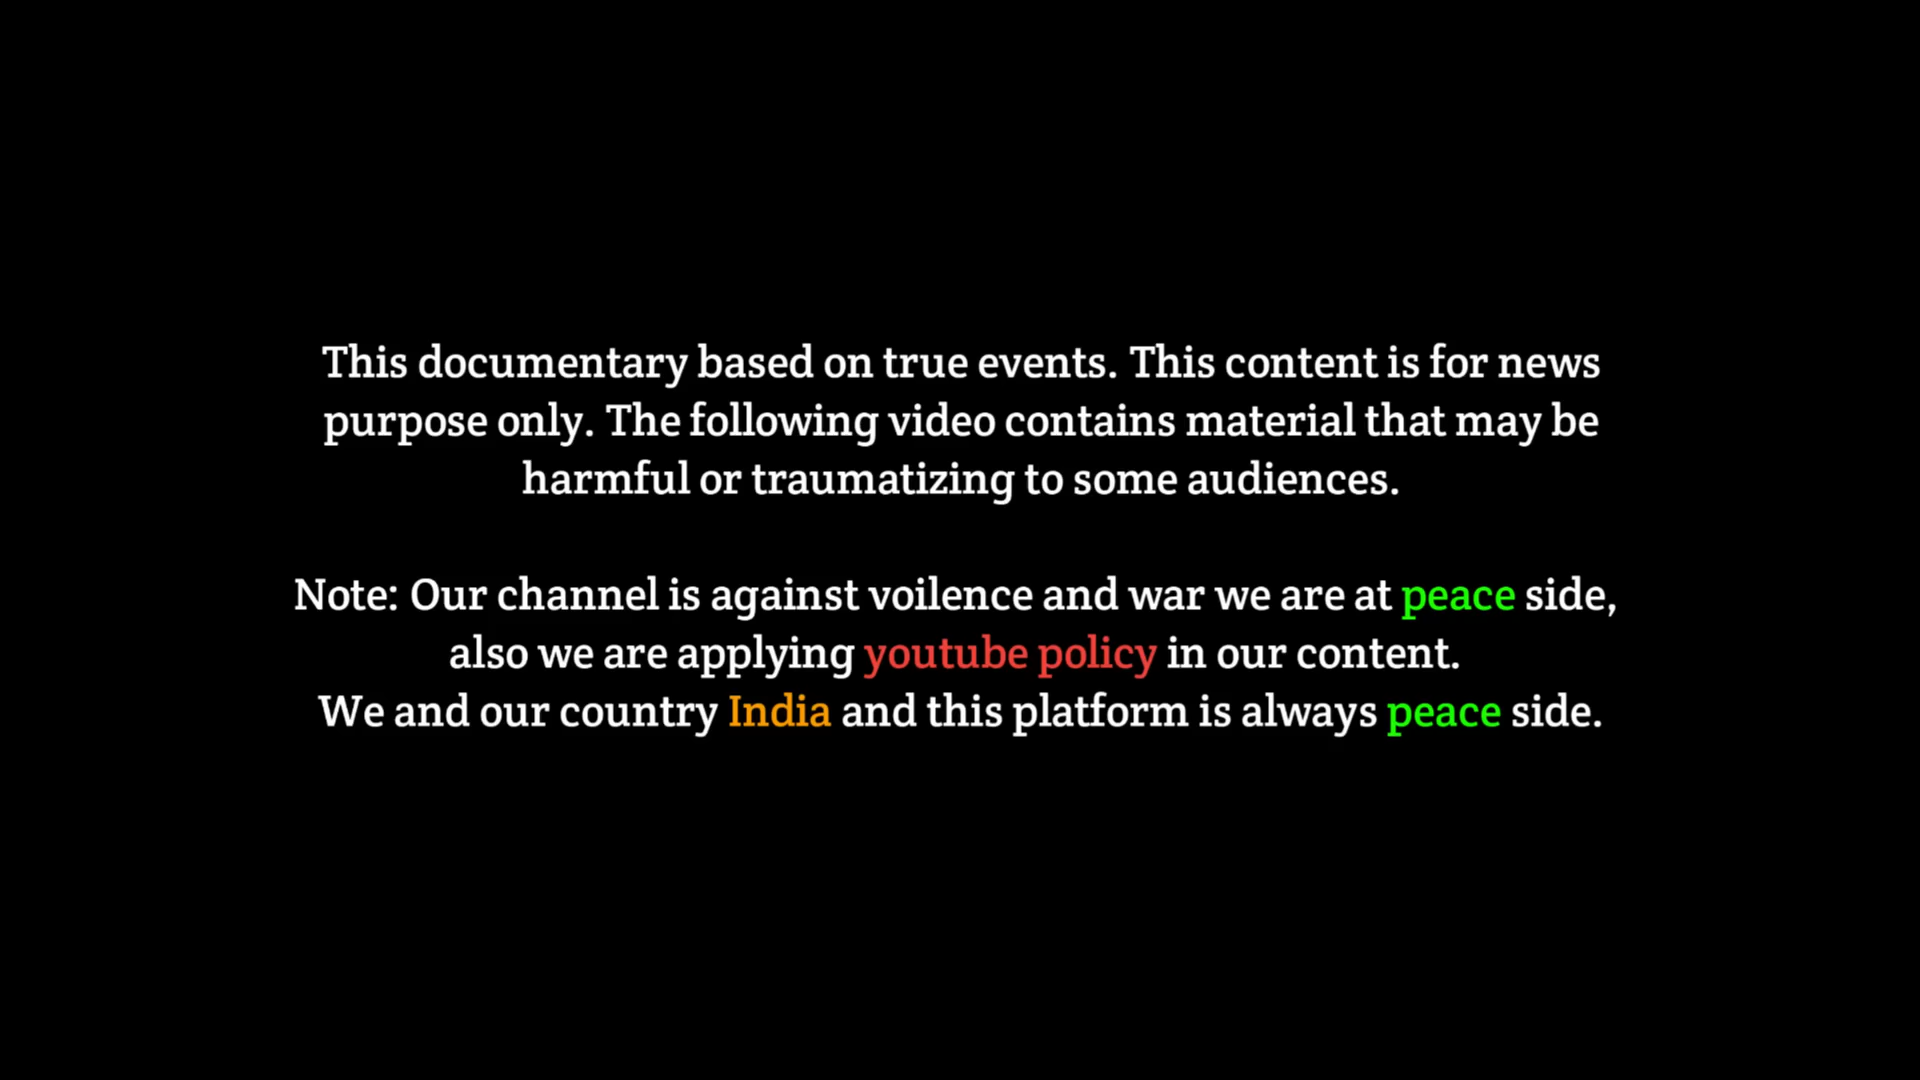 This documentary based on true events. This content is for news
purpose only. The following video contains material that may be
harmful or traumatizing to some audiences.
Note: Our channel is against voilence and war we are at peace side,
also we are applying youtube policy in our content.
We and our country India and this platform is always peace side.